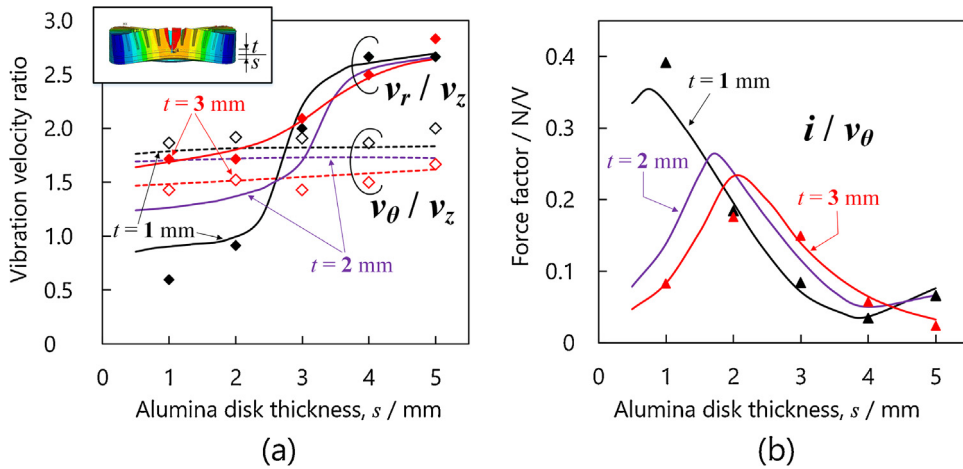 3.0
2.5
2.0
1.5
1.0
0.5
0
Vibration velocity ratio
t
s
t = 3 mm
v_r / v_z
v_θ / v_z
t = 1 mm
t = 2 mm
0 1 2 3 4 5
Alumina disk thickness, s / mm
(a)
0.4
0.3
0.2
0.1
0
Force factor / N/V
t = 1 mm
i / v_θ
t = 2 mm
t = 3 mm
0 1 2 3 4 5
Alumina disk thickness, s / mm
(b)